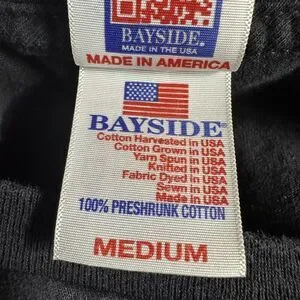 BAYSIDE.
MADE IN THE USA
MADE IN AMERICA
BAYSIDE
Cotton Harvested in USA
Cotton Grown in USA
Yarn Spun in USA
Knitted in USA
Fabric Dyed in USA
Sewn in USA
Made in USA
100% PRESHRUNK COTTON
MEDIUM